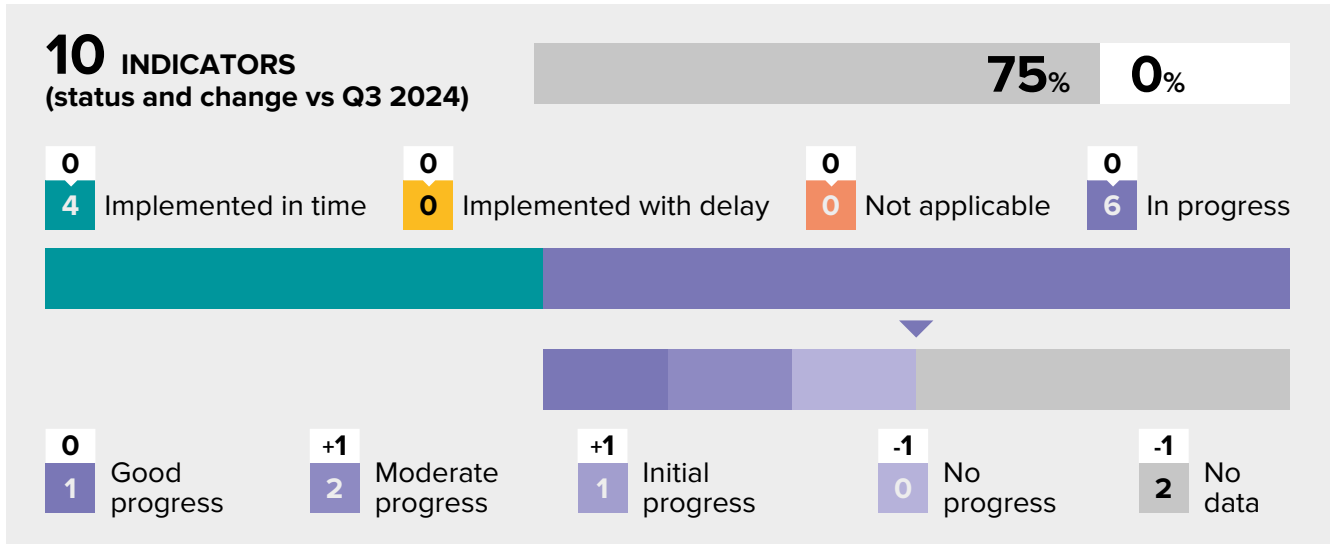 10 INDICATORS
(status and change vs Q3 2024)
75% 0%
0 0 0 0
4 Implemented in time 0 Implemented with delay 0 Not applicable 6 In progress
0 +1 +1 -1 -1
1 Good progress 2 Moderate progress 1 Initial progress 0 No progress 2 No data